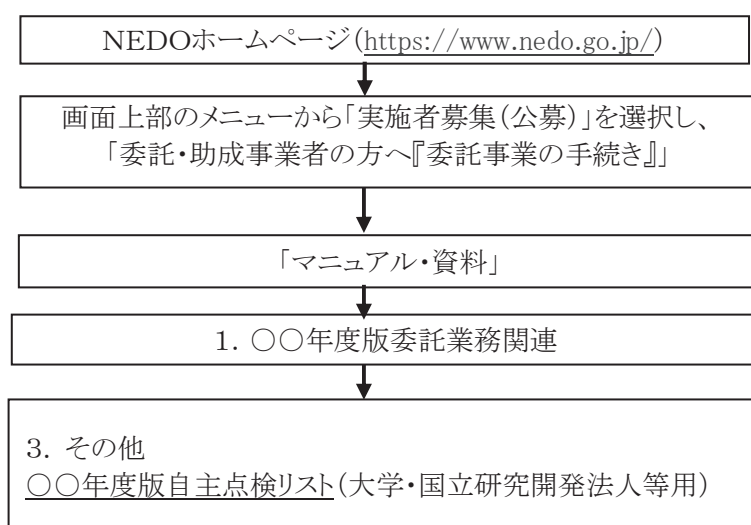 NEDOホームページ(https://www.nedo.go.jp/)
画面上部のメニューから「実施者募集(公募)」を選択し、
「委託・助成事業者の方へ『委託事業の手続き』」
「マニュアル・資料」
1. ○○年度版委託業務関連
3. その他
○○年度版自主点検リスト(大学・国立研究開発法人等用)